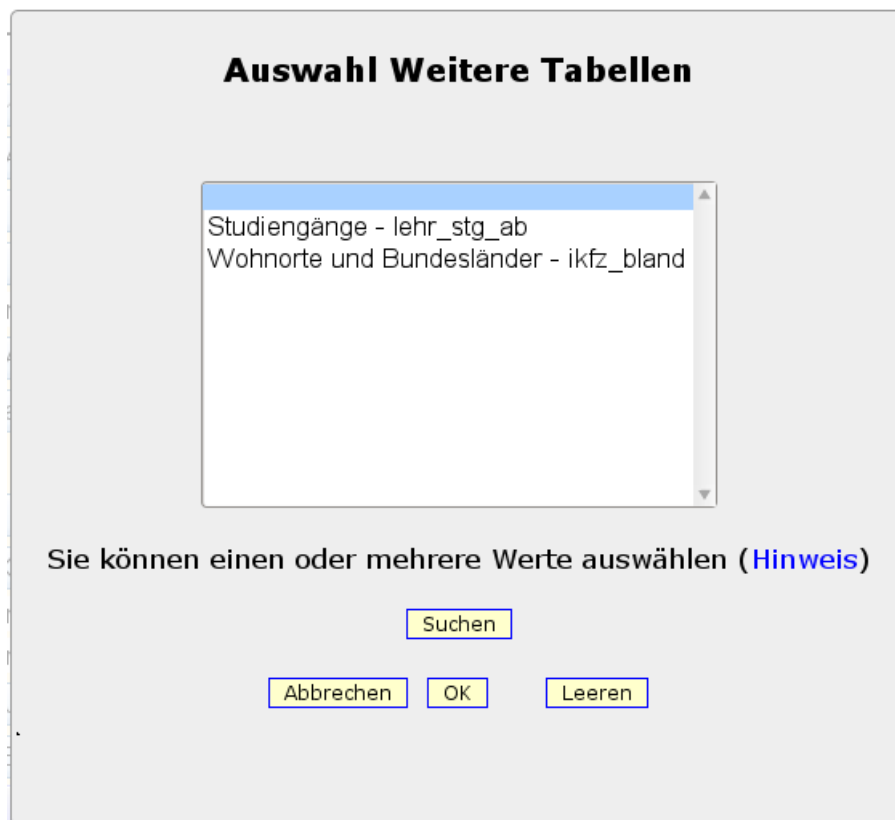 Auswahl Weitere Tabellen
Studiengänge - lehr_stg_ab
Wohnorte und Bundesländer - ikfz_bland
Sie können einen oder mehrere Werte auswählen (Hinweis)
Suchen
Abbrechen OK Leeren